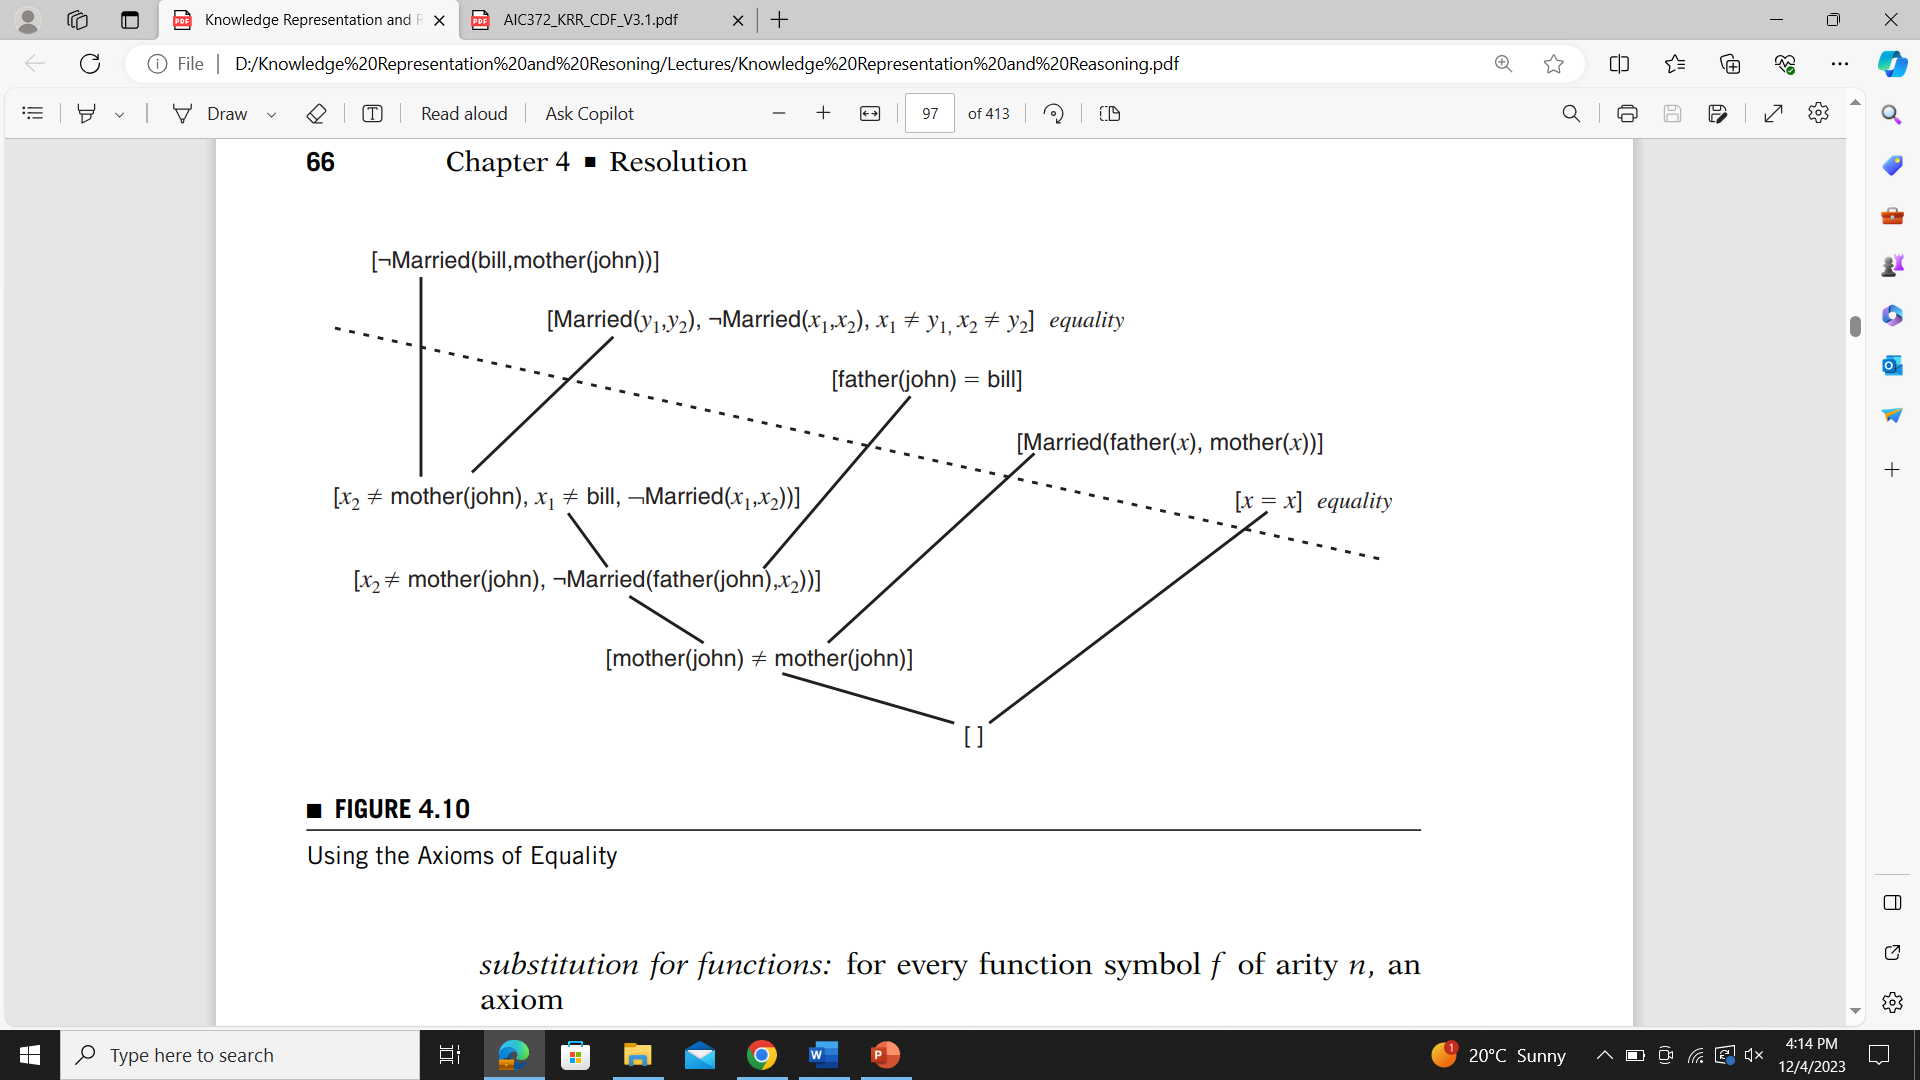 Knowledge Representation and R
AIC372_KRR_CDF_V3.1.pdf
File
D:/Knowledge%20Representation%20and%20Resoning/Lectures/Knowledge%20Representation%20and%20Reasoning.pdf
Draw
Read aloud
Ask Copilot
97 of 413
66 Chapter 4 ■ Resolution
[¬Married(bill,mother(john))]
[Married(y₁,y₂), ¬Married(x₁,x₂), x₁ ≠ y₁, x₂ ≠ y₂] equality
[father(john) = bill]
[Married(father(x), mother(x))]
[x₂ ≠ mother(john), x₁ ≠ bill, ¬Married(x₁,x₂))]
[x = x] equality
[x₂ ≠ mother(john), ¬Married(father(john),x₂))]
[mother(john) ≠ mother(john)]
[ ]
■ FIGURE 4.10
Using the Axioms of Equality
substitution for functions: for every function symbol f of arity n, an
axiom
Type here to search
1
20°C Sunny
4:14 PM
12/4/2023